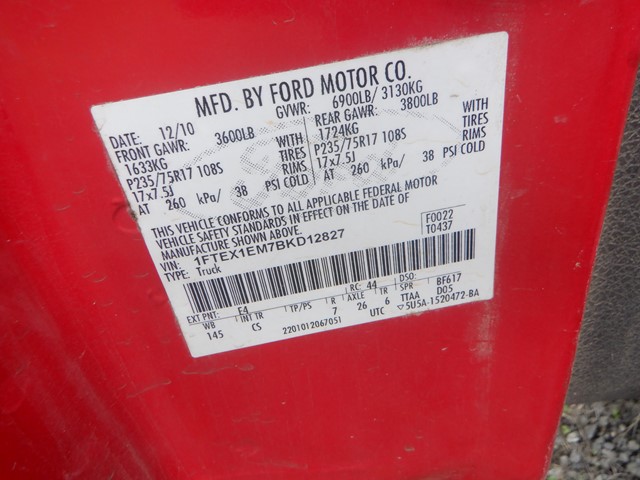 MFD. BY FORD MOTOR CO.
DATE: 12/10 GVWR: 6900LB/ 3130KG
FRONT GAWR: 3600LB REAR GAWR: 3800LB
1633KG WITH 1724KG WITH
P235/75R17 108S TIRES P235/75R17 108S TIRES
17x7.5J RIMS 17x7.5J RIMS
AT 260 kPa/ 38 PSI COLD AT 260 kPa/ 38 PSI COLD
THIS VEHICLE CONFORMS TO ALL APPLICABLE FEDERAL MOTOR
VEHICLE SAFETY STANDARDS IN EFFECT ON THE DATE OF
MANUFACTURE SHOWN ABOVE.
VIN: 1FTEX1EM7BKD12827 F0022
TYPE: Truck T0437
EXT PNT: E4 RC: 44 DSO: BF617
WB INT TR TP/PS R AXLE TR SPR D05
145 CS 7 26 6 TTAA
2201012067051 UTC 5U5A-1520472-BA